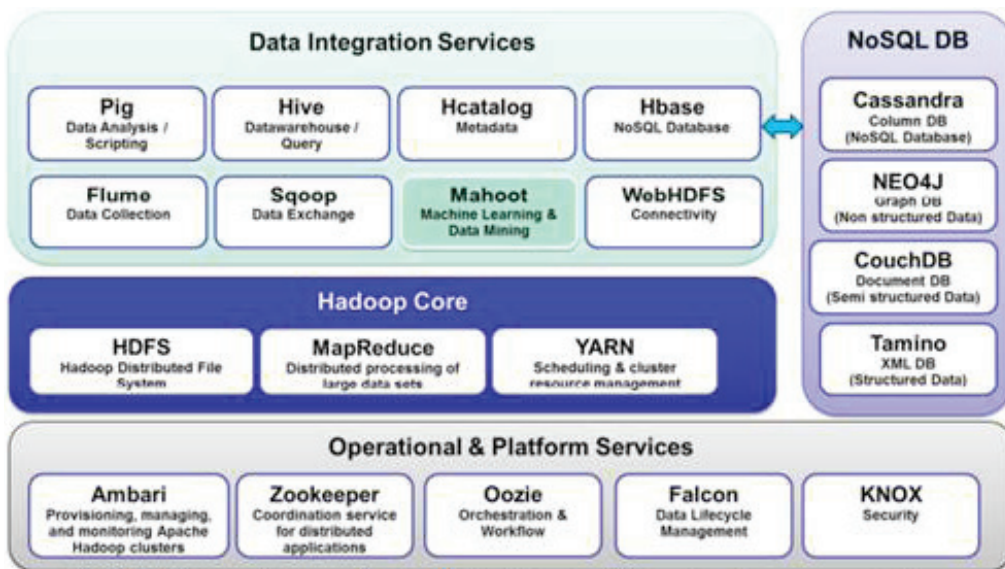 Data Integration Services
Pig
Data Analysis /
Scripting
Hive
Datawarehouse /
Query
Hcatalog
Metadata
Hbase
NoSQL Database
Flume
Data Collection
Sqoop
Data Exchange
Mahoot
Machine Learning &
Data Mining
WebHDFS
Connectivity
NoSQL DB
Cassandra
Column DB
(NoSQL Database)
NEO4J
Graph DB
(Non structured Data)
CouchDB
Document DB
(Semi structured Data)
Tamino
XML DB
(Structured Data)
Hadoop Core
HDFS
Hadoop Distributed File
System
MapReduce
Distributed processing of
large data sets
YARN
Scheduling & cluster
resource management
Operational & Platform Services
Ambari
Provisioning, managing,
and monitoring Apache
Hadoop clusters
Zookeeper
Coordination service
for distributed
applications
Oozie
Orchestration &
Workflow
Falcon
Data Lifecycle
Management
KNOX
Security